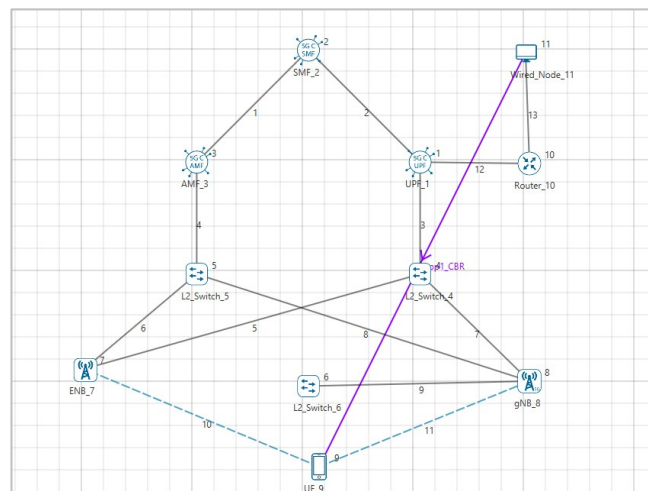 2
5G C
SMF
SMF_2
11
Wired_Node_11
13
1
2
3
5G C
AMF
AMF_3
1
5G C
UPF
UPF_1
12
10
Router_10
4
3
5
L2_Switch_5
4
App1_CBR
L2_Switch_4
6
5
8
7
7
ENB_7
6
L2_Switch_6
9
8
gNB_8
10
11
9
UE_9